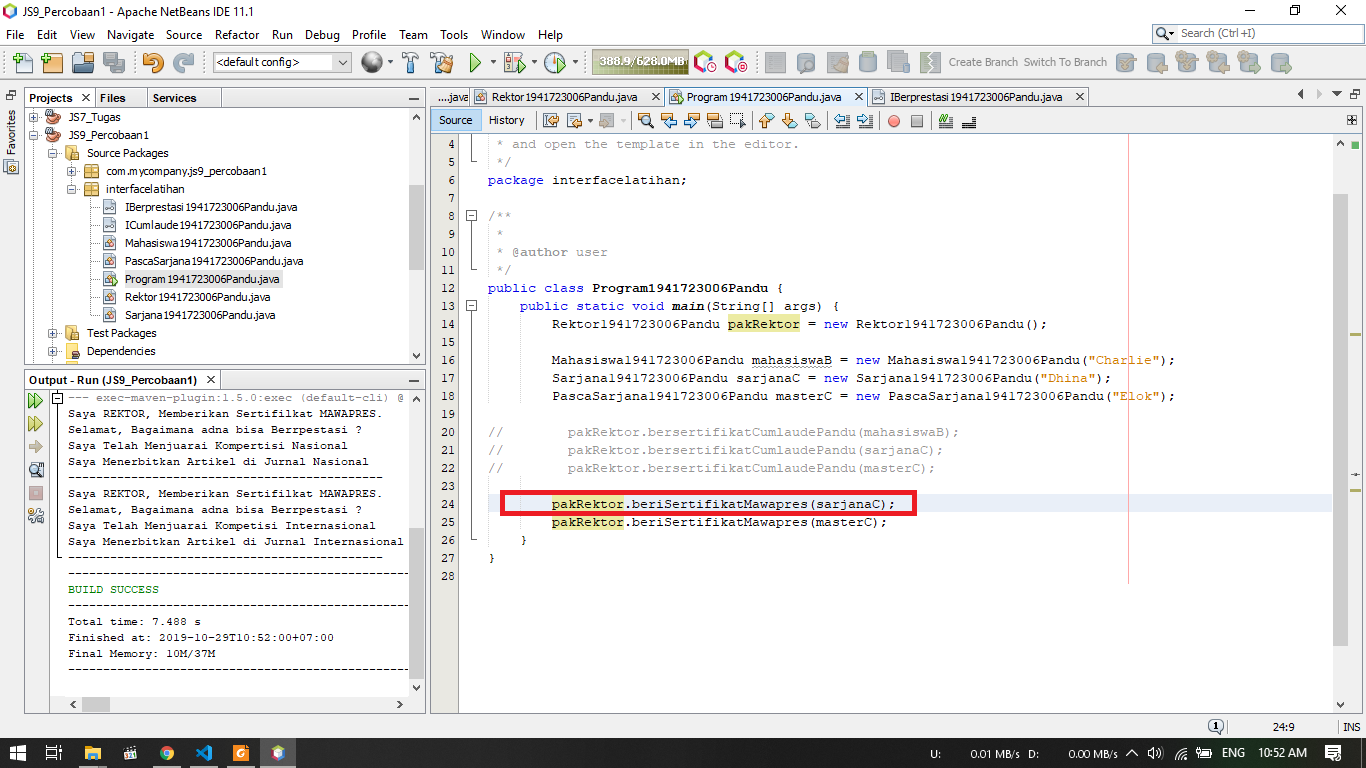 JS9_Percobaan1 - Apache NetBeans IDE 11.1
File Edit View Navigate Source Refactor Run Debug Profile Team Tools Window Help
Search (Ctrl+I)
<default config>
388.9/628.0MB
Create Branch Switch To Branch
Favorites
Projects Files Services
JS7_Tugas
JS9_Percobaan1
Source Packages
com.mycompany.js9_percobaan1
interfacelatihan
IBerprestasi1941723006Pandu.java
ICumlaude1941723006Pandu.java
Mahasiswa1941723006Pandu.java
PascaSarjana1941723006Pandu.java
Program1941723006Pandu.java
Rektor1941723006Pandu.java
Sarjana1941723006Pandu.java
Test Packages
Dependencies
Output - Run (JS9_Percobaan1)
--- exec-maven-plugin:1.5.0:exec (default-cli) @
Saya REKTOR, Memberikan Sertifilkat MAWAPRES.
Selamat, Bagaimana adna bisa Berrpestasi ?
Saya Telah Menjuarai Kompertisi Nasional
Saya Menerbitkan Artikel di Jurnal Nasional
---------------------------------------
Saya REKTOR, Memberikan Sertifilkat MAWAPRES.
Selamat, Bagaimana adna bisa Berrpestasi ?
Saya Telah Menjuarai Kompetisi Internasional
Saya Menerbitkan Artikel di Jurnal Internasional
---------------------------------------
------------------------------------------
BUILD SUCCESS
------------------------------------------
Total time: 7.488 s
Finished at: 2019-10-29T10:52:00+07:00
Final Memory: 10M/37M
------------------------------------------
....java Rektor1941723006Pandu.java Program1941723006Pandu.java IBerprestasi1941723006Pandu.java
Source History
4 * and open the template in the editor.
5 */
6 package interfacelatihan;
7
8 /**
9 *
10 * @author user
11 */
12 public class Program1941723006Pandu {
13 public static void main(String[] args) {
14 Rektor1941723006Pandu pakRektor = new Rektor1941723006Pandu();
15
16 Mahasiswa1941723006Pandu mahasiswaB = new Mahasiswa1941723006Pandu("Charlie");
17 Sarjana1941723006Pandu sarjanaC = new Sarjana1941723006Pandu("Dhina");
18 PascaSarjana1941723006Pandu masterC = new PascaSarjana1941723006Pandu("Elok");
19
20 // pakRektor.bersertifikatCumlaudePandu(mahasiswaB);
21 // pakRektor.bersertifikatCumlaudePandu(sarjanaC);
22 // pakRektor.bersertifikatCumlaudePandu(masterC);
23
24 pakRektor.beriSertifikatMawapres(sarjanaC);
25 pakRektor.beriSertifikatMawapres(masterC);
26 }
27 }
28
1 24:9 INS
U: 0.01 MB/s D: 0.00 MB/s ENG 10:52 AM